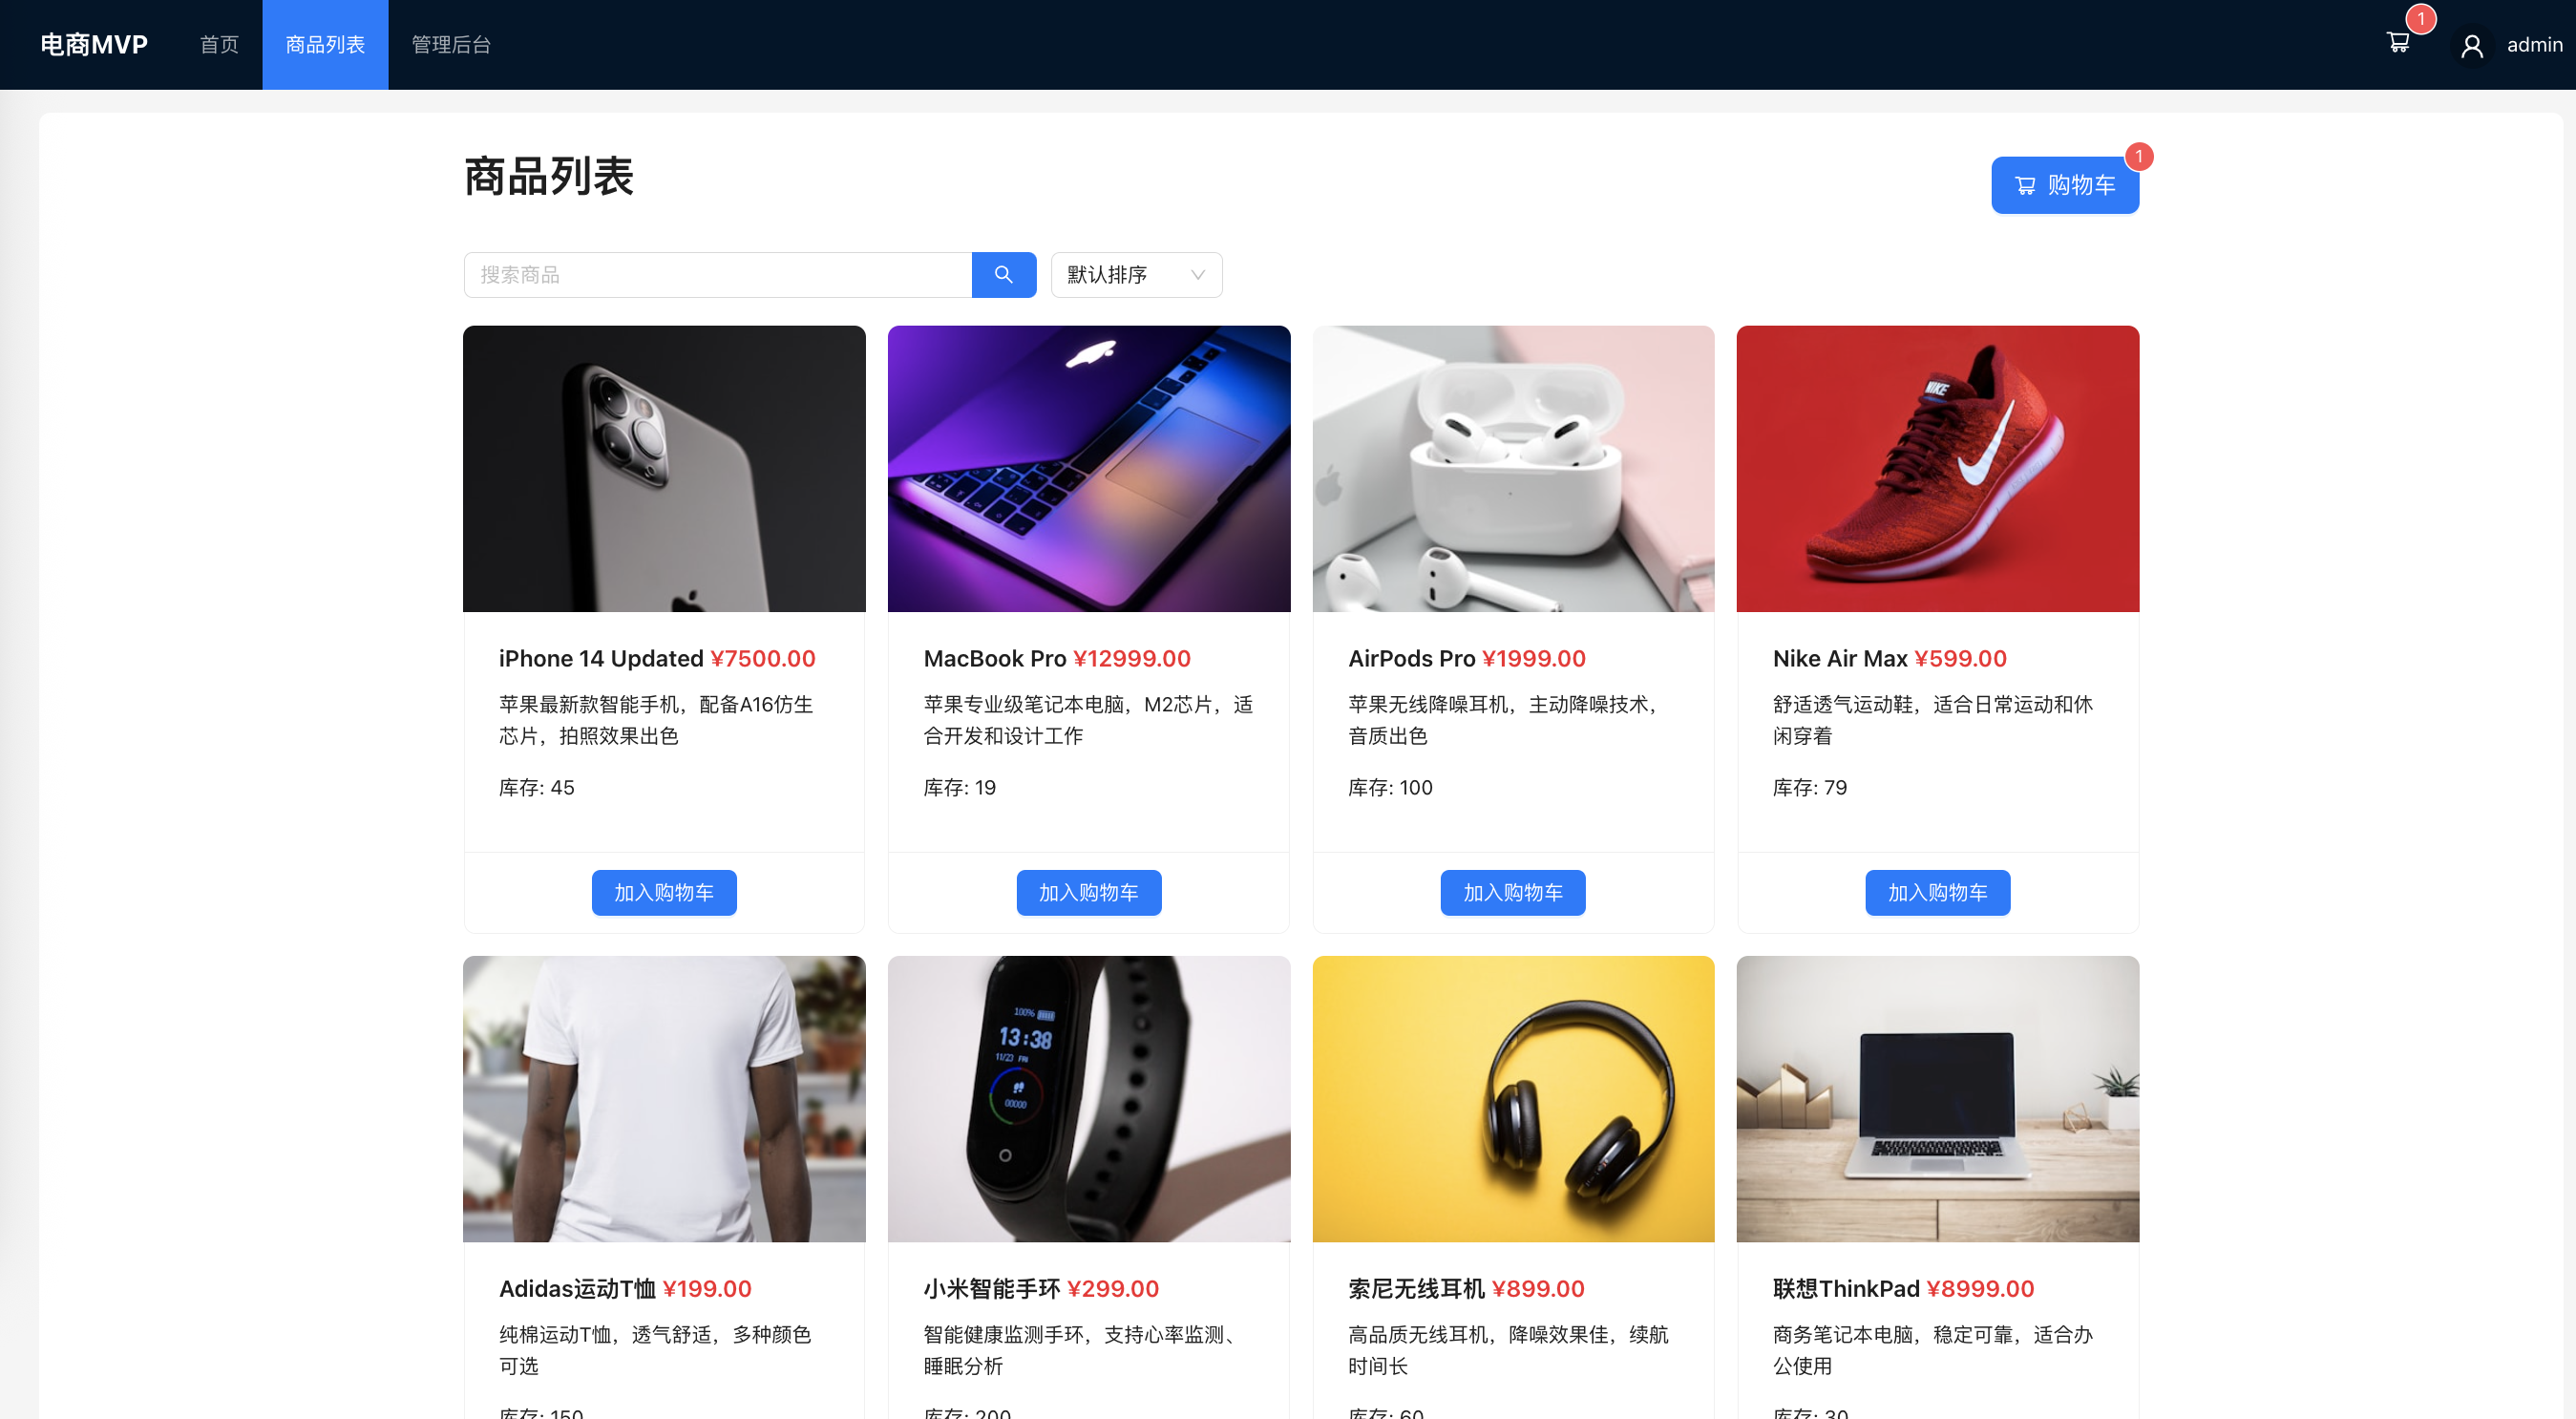 电商MVP 首页 商品列表 管理后台 1 admin
商品列表
购物车 1
搜索商品 默认排序
NIKE
iPhone 14 Updated ¥7500.00
苹果最新款智能手机，配备A16仿生
芯片，拍照效果出色
库存: 45
加入购物车
MacBook Pro ¥12999.00
苹果专业级笔记本电脑，M2芯片，适
合开发和设计工作
库存: 19
加入购物车
AirPods Pro ¥1999.00
苹果无线降噪耳机，主动降噪技术，
音质出色
库存: 100
加入购物车
Nike Air Max ¥599.00
舒适透气运动鞋，适合日常运动和休
闲穿着
库存: 79
加入购物车
100%
13:38
11/23 FRI
00000
Adidas运动T恤 ¥199.00
纯棉运动T恤，透气舒适，多种颜色
可选
库存: 150
小米智能手环 ¥299.00
智能健康监测手环，支持心率监测、
睡眠分析
库存: 200
索尼无线耳机 ¥899.00
高品质无线耳机，降噪效果佳，续航
时间长
库存: 60
联想ThinkPad ¥8999.00
商务笔记本电脑，稳定可靠，适合办
公使用
库存: 30